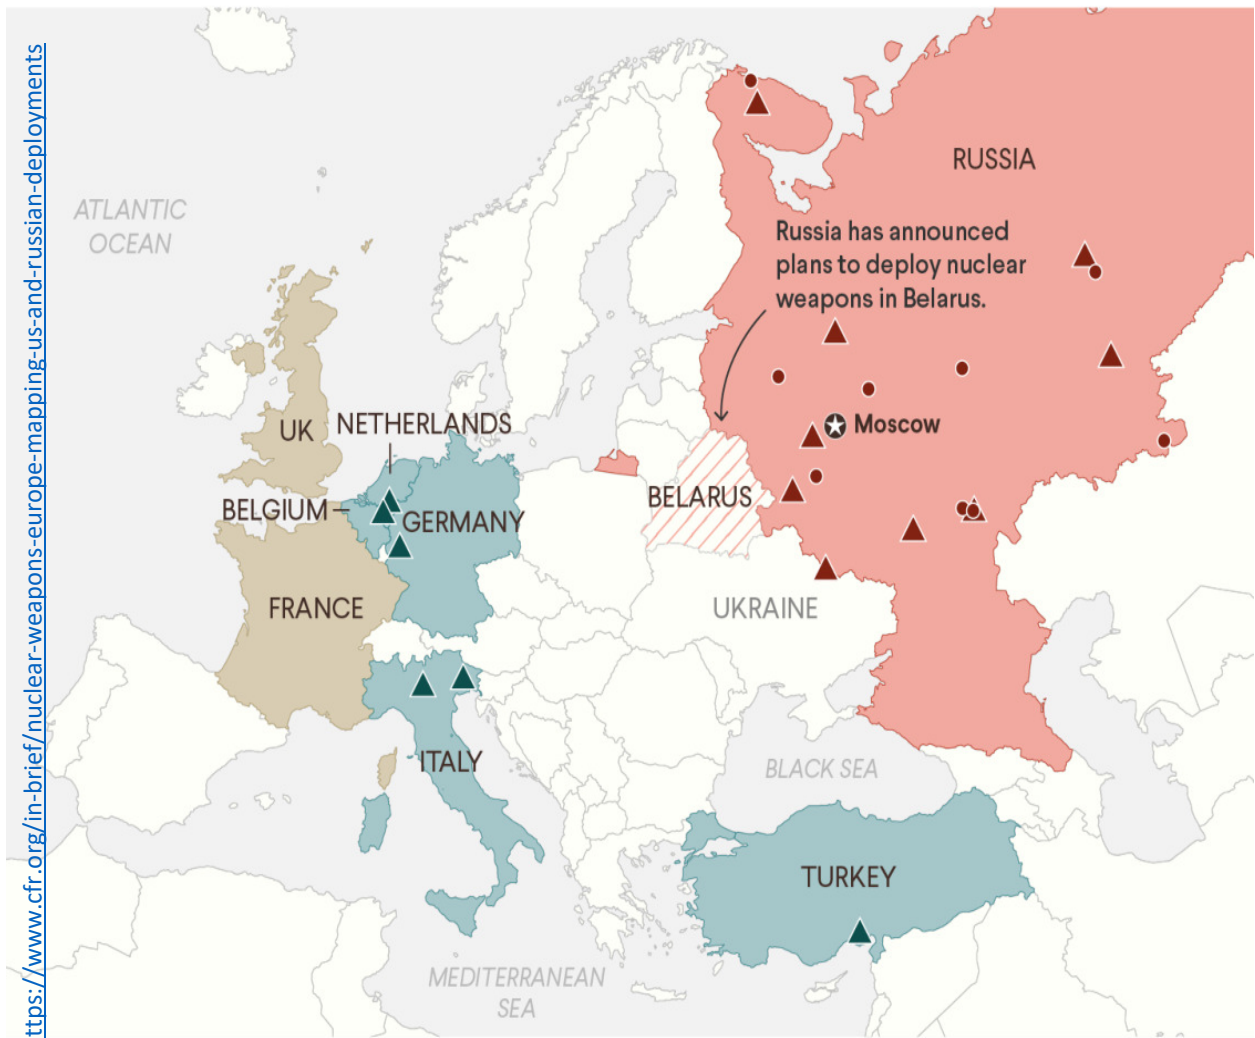 ttps://www.cfr.org/in-brief/nuclear-weapons-europe-mapping-us-and-russian-deployments
RUSSIA
ATLANTIC
OCEAN
Russia has announced
plans to deploy nuclear
weapons in Belarus.
NETHERLANDS
UK
Moscow
BELARUS
BELGIUM
GERMANY
FRANCE
UKRAINE
ITALY
BLACK SEA
TURKEY
MEDITERRANEAN
SEA